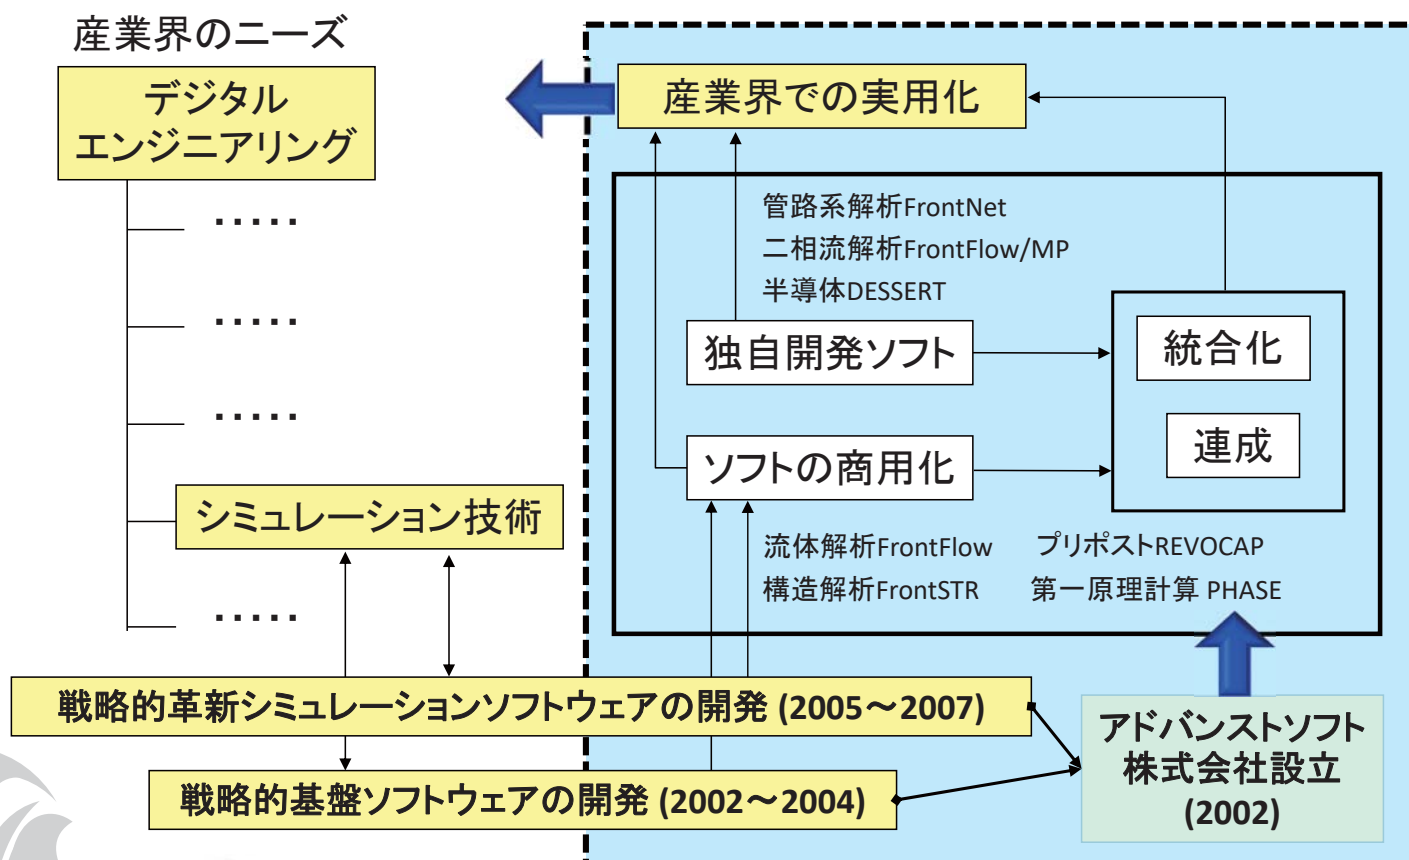 産業界のニーズ
デジタル
エンジニアリング
・・・・・
・・・・・
・・・・・
シミュレーション技術
・・・・・
産業界での実用化
管路系解析FrontNet
二相流解析FrontFlow/MP
半導体DESSERT
独自開発ソフト
統合化
連成
ソフトの商用化
流体解析FrontFlow
プリポストREVOCAP
構造解析FrontSTR
第一原理計算 PHASE
戦略的革新シミュレーションソフトウェアの開発 (2005～2007)
戦略的基盤ソフトウェアの開発 (2002～2004)
アドバンストソフト
株式会社設立
(2002)